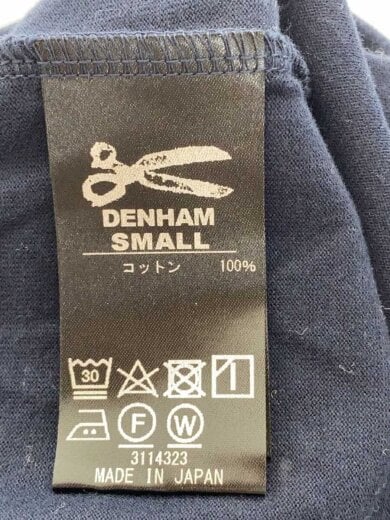 DENHAM
SMALL
コットン 100%
30
F W
3114323
MADE IN JAPAN